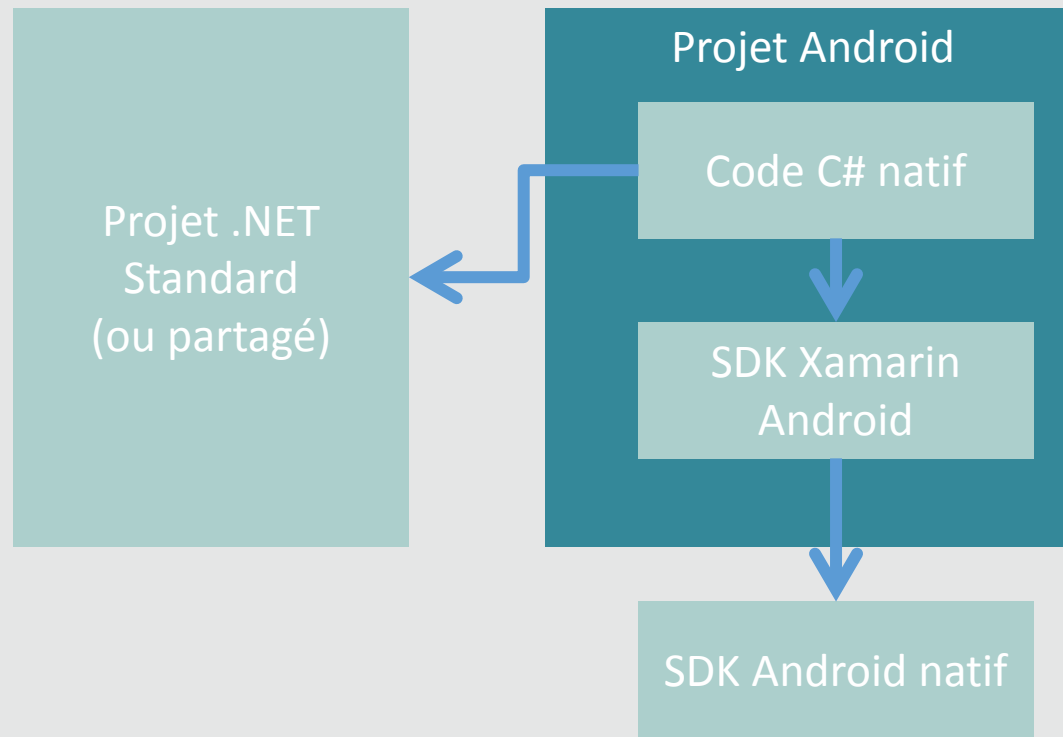 Projet .NET
Standard
(ou partagé)
Projet Android
Code C# natif
SDK Xamarin
Android
SDK Android natif